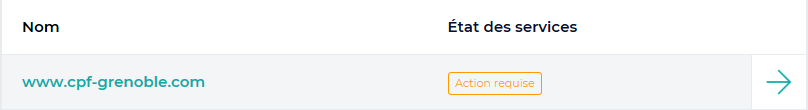 Nom État des services
www.cpf-grenoble.com Action requise